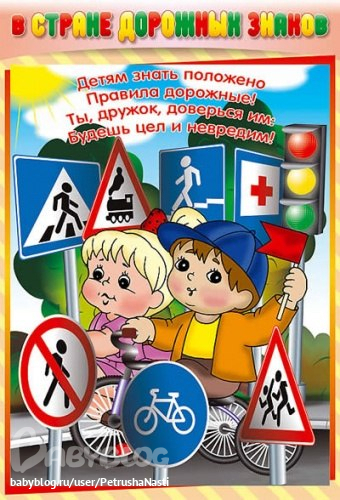 В СТРАНЕ ДОРОЖНЫХ ЗНАКОВ
Детям знать положено
Правила дорожные!
Ты, дружок, доверься им:
Будешь цел и невредим!
BABYBLOG
babyblog.ru/user/PetrushaNasti